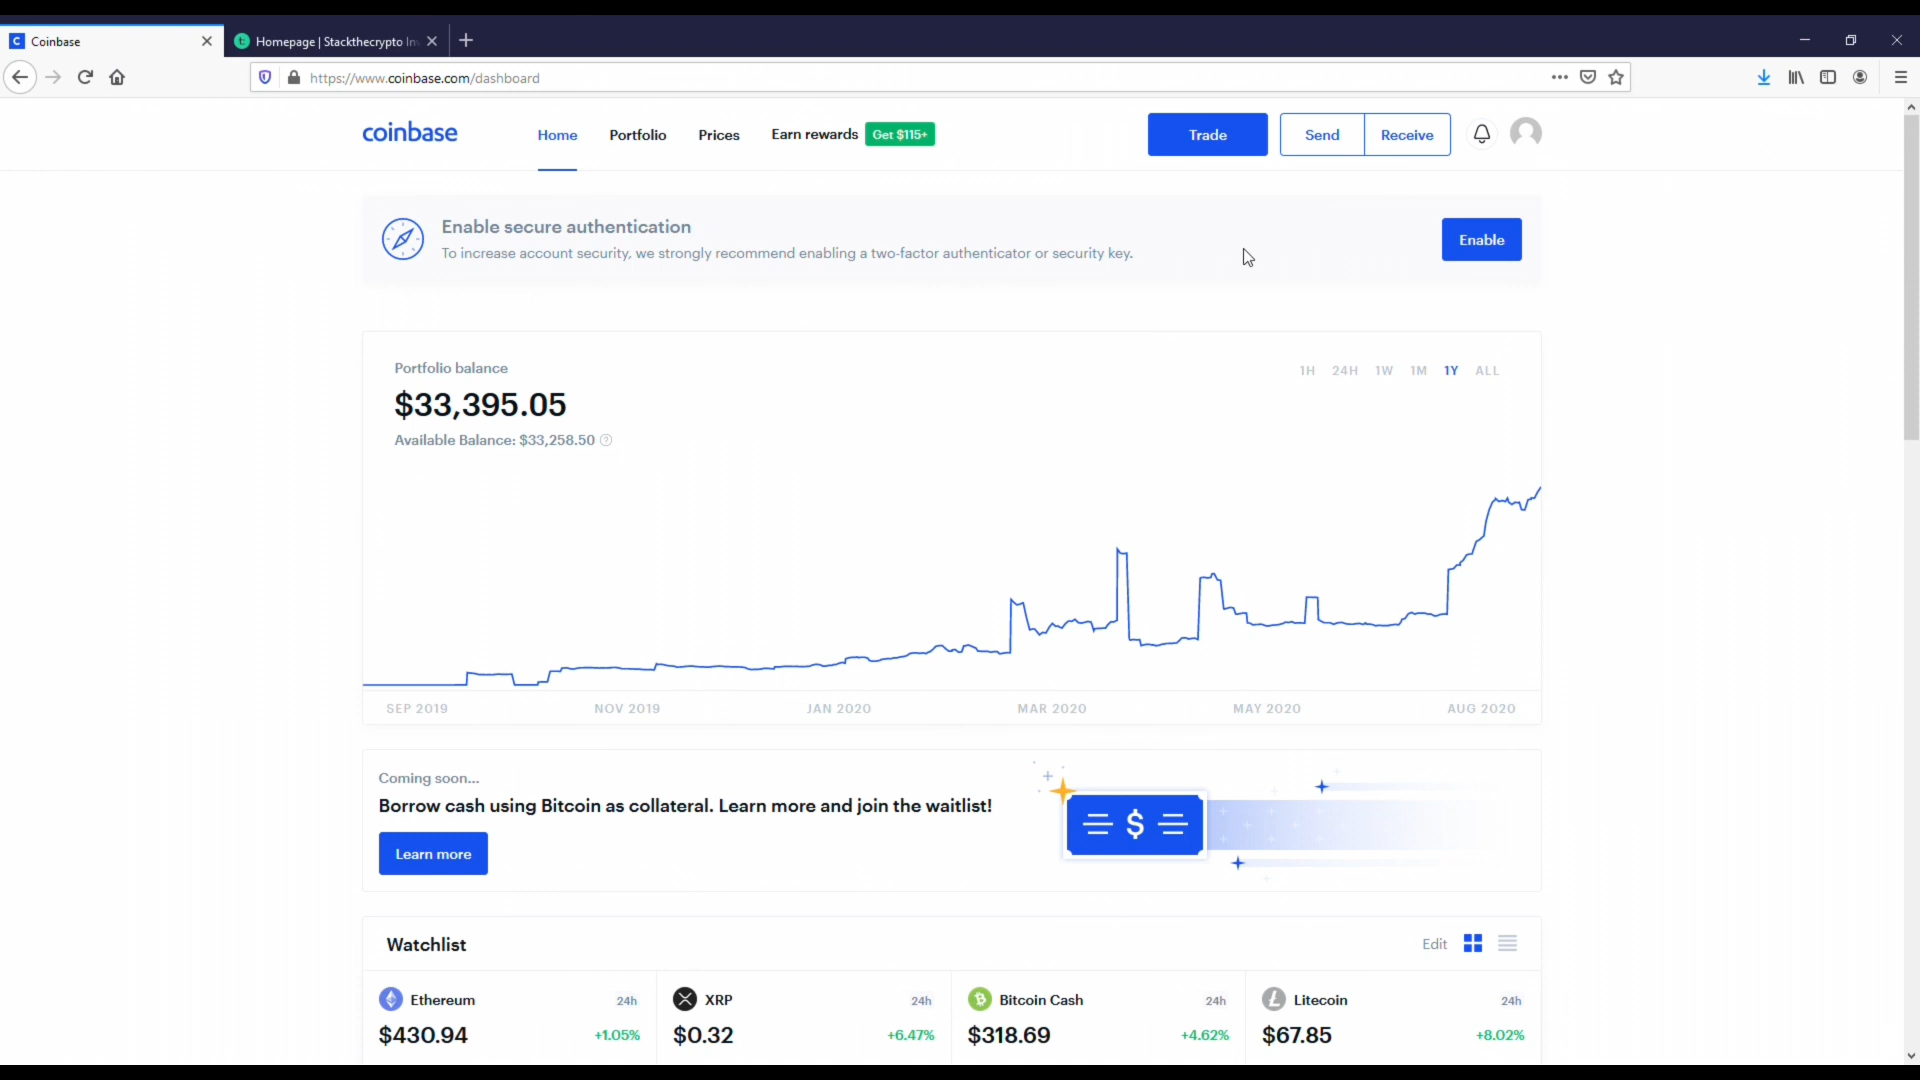 Coinbase
Homepage | Stackthecrypto
https://www.coinbase.com/dashboard
coinbase
Home
Portfolio
Prices
Earn rewards
Get $115+
Trade
Send
Receive
Enable secure authentication
To increase account security, we strongly recommend enabling a two-factor authenticator or security key.
Enable
Portfolio balance
1H 24H 1W 1M 1Y ALL
$33,395.05
Available Balance: $33,258.50
SEP 2019 NOV 2019 JAN 2020 MAR 2020 MAY 2020 AUG 2020
Coming soon...
Borrow cash using Bitcoin as collateral. Learn more and join the waitlist!
Learn more
Watchlist
Edit
Ethereum 24h
$430.94 +1.05%
XRP 24h
$0.32 +6.47%
Bitcoin Cash 24h
$318.69 +4.62%
Litecoin 24h
$67.85 +8.02%